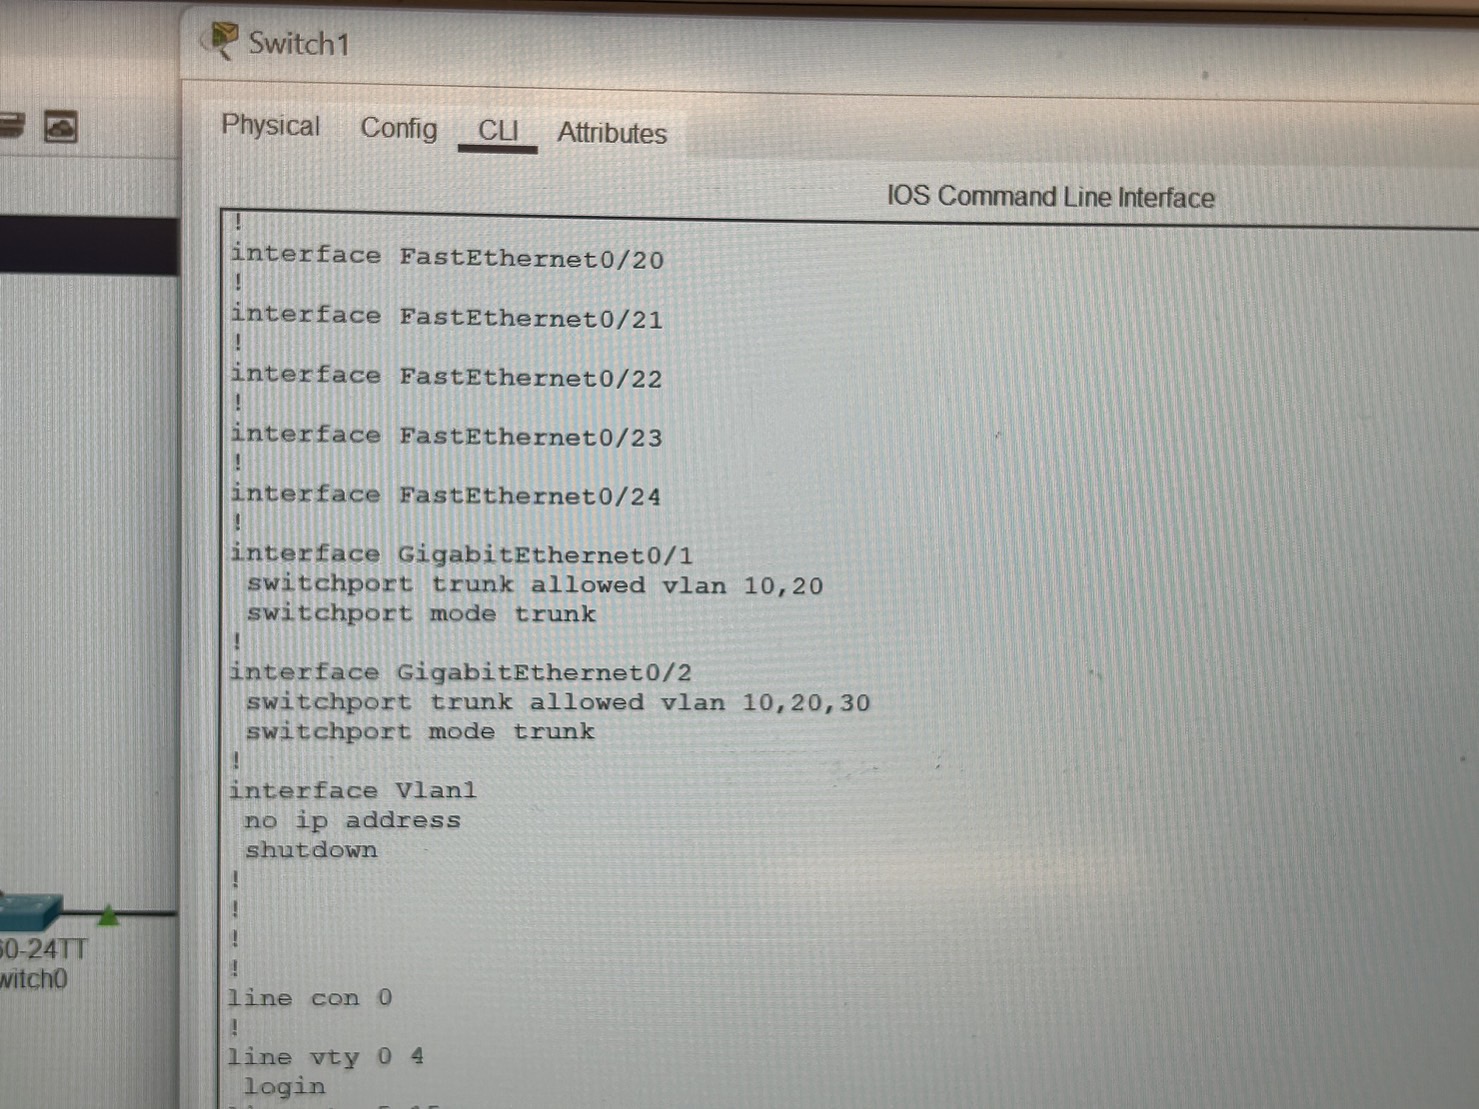 Switch1
Physical Config CLI Attributes
IOS Command Line Interface
!
interface FastEthernet0/20
!
interface FastEthernet0/21
!
interface FastEthernet0/22
!
interface FastEthernet0/23
!
interface FastEthernet0/24
!
interface GigabitEthernet0/1
switchport trunk allowed vlan 10,20
switchport mode trunk
!
interface GigabitEthernet0/2
switchport trunk allowed vlan 10,20,30
switchport mode trunk
!
interface Vlan1
no ip address
shutdown
!
!
!
!
line con 0
!
line vty 0 4
login
60-24TT
witch0